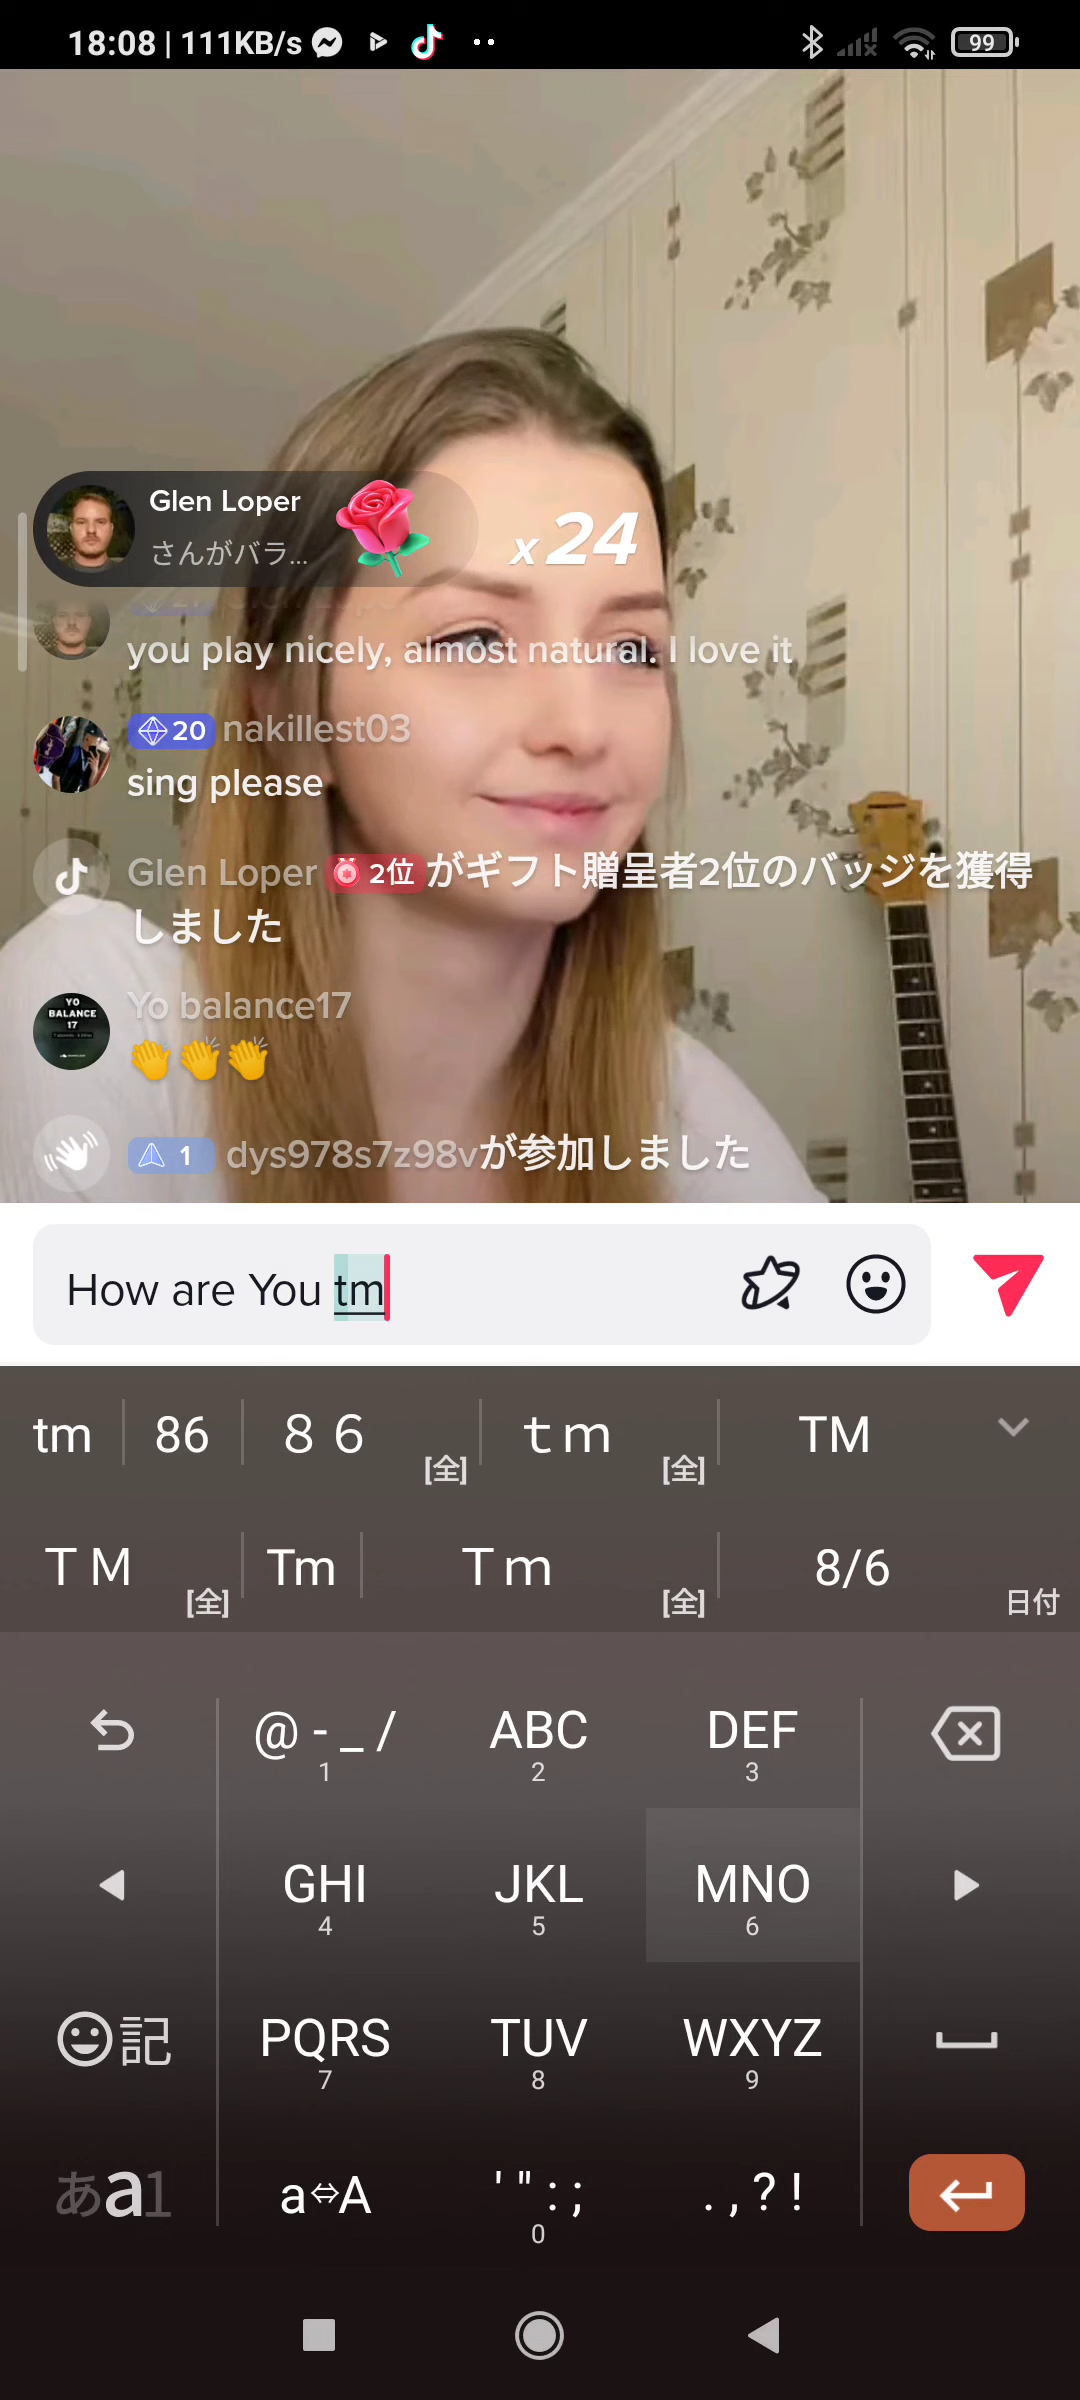 18:08 | 111KB/s
99
Glen Loper
さんがバラ...
x24
you play nicely, almost natural. I love it
20 nakillest03
sing please
Glen Loper 2位がギフト贈呈者2位のバッジを獲得
しました
YO
BALANCE
17
Yo balance17
1 dys978s7z98vが参加しました
How are You tm
tm 86 ８６ [全] ｔｍ [全] TM
ＴＭ [全] Tm Ｔｍ [全] 8/6 日付
@-_/ ABC DEF
1 2 3
GHI JKL MNO
4 5 6
記 PQRS TUV WXYZ
7 8 9
あa1 a⇔A '":; .,?!
0